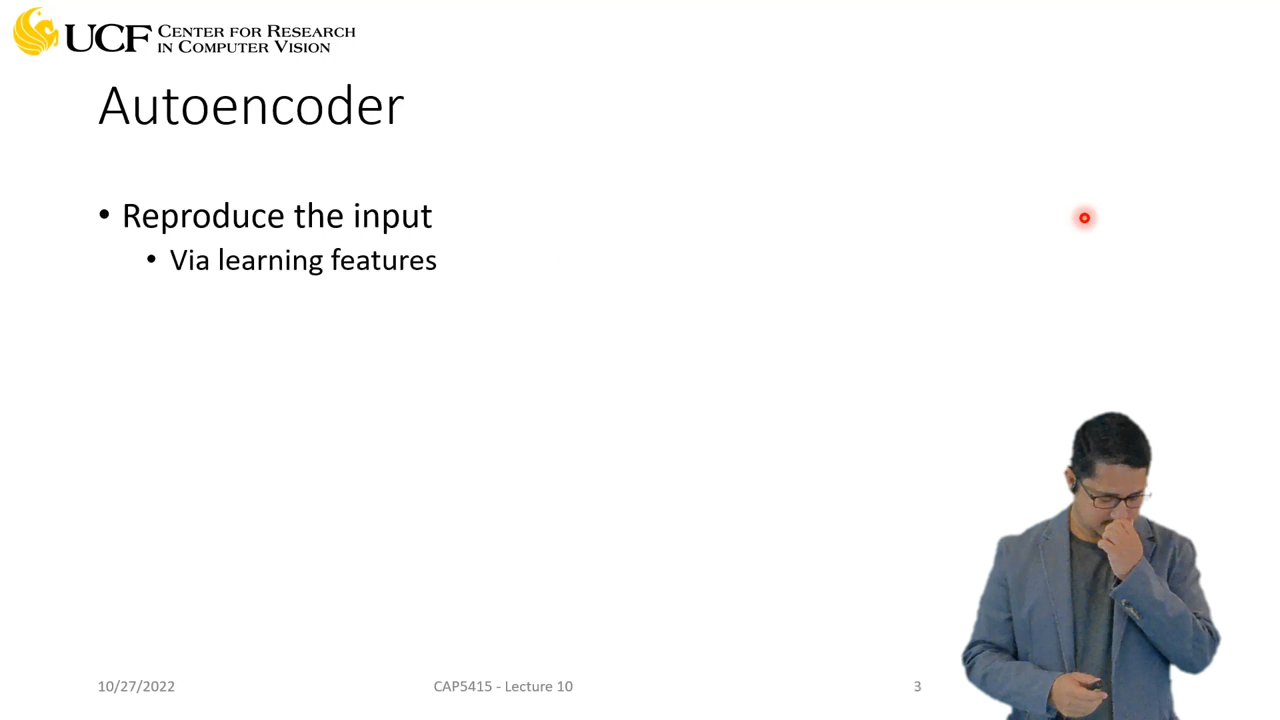 UCF CENTER FOR RESEARCH
IN COMPUTER VISION
Autoencoder
• Reproduce the input
• Via learning features
10/27/2022
CAP5415 - Lecture 10
3